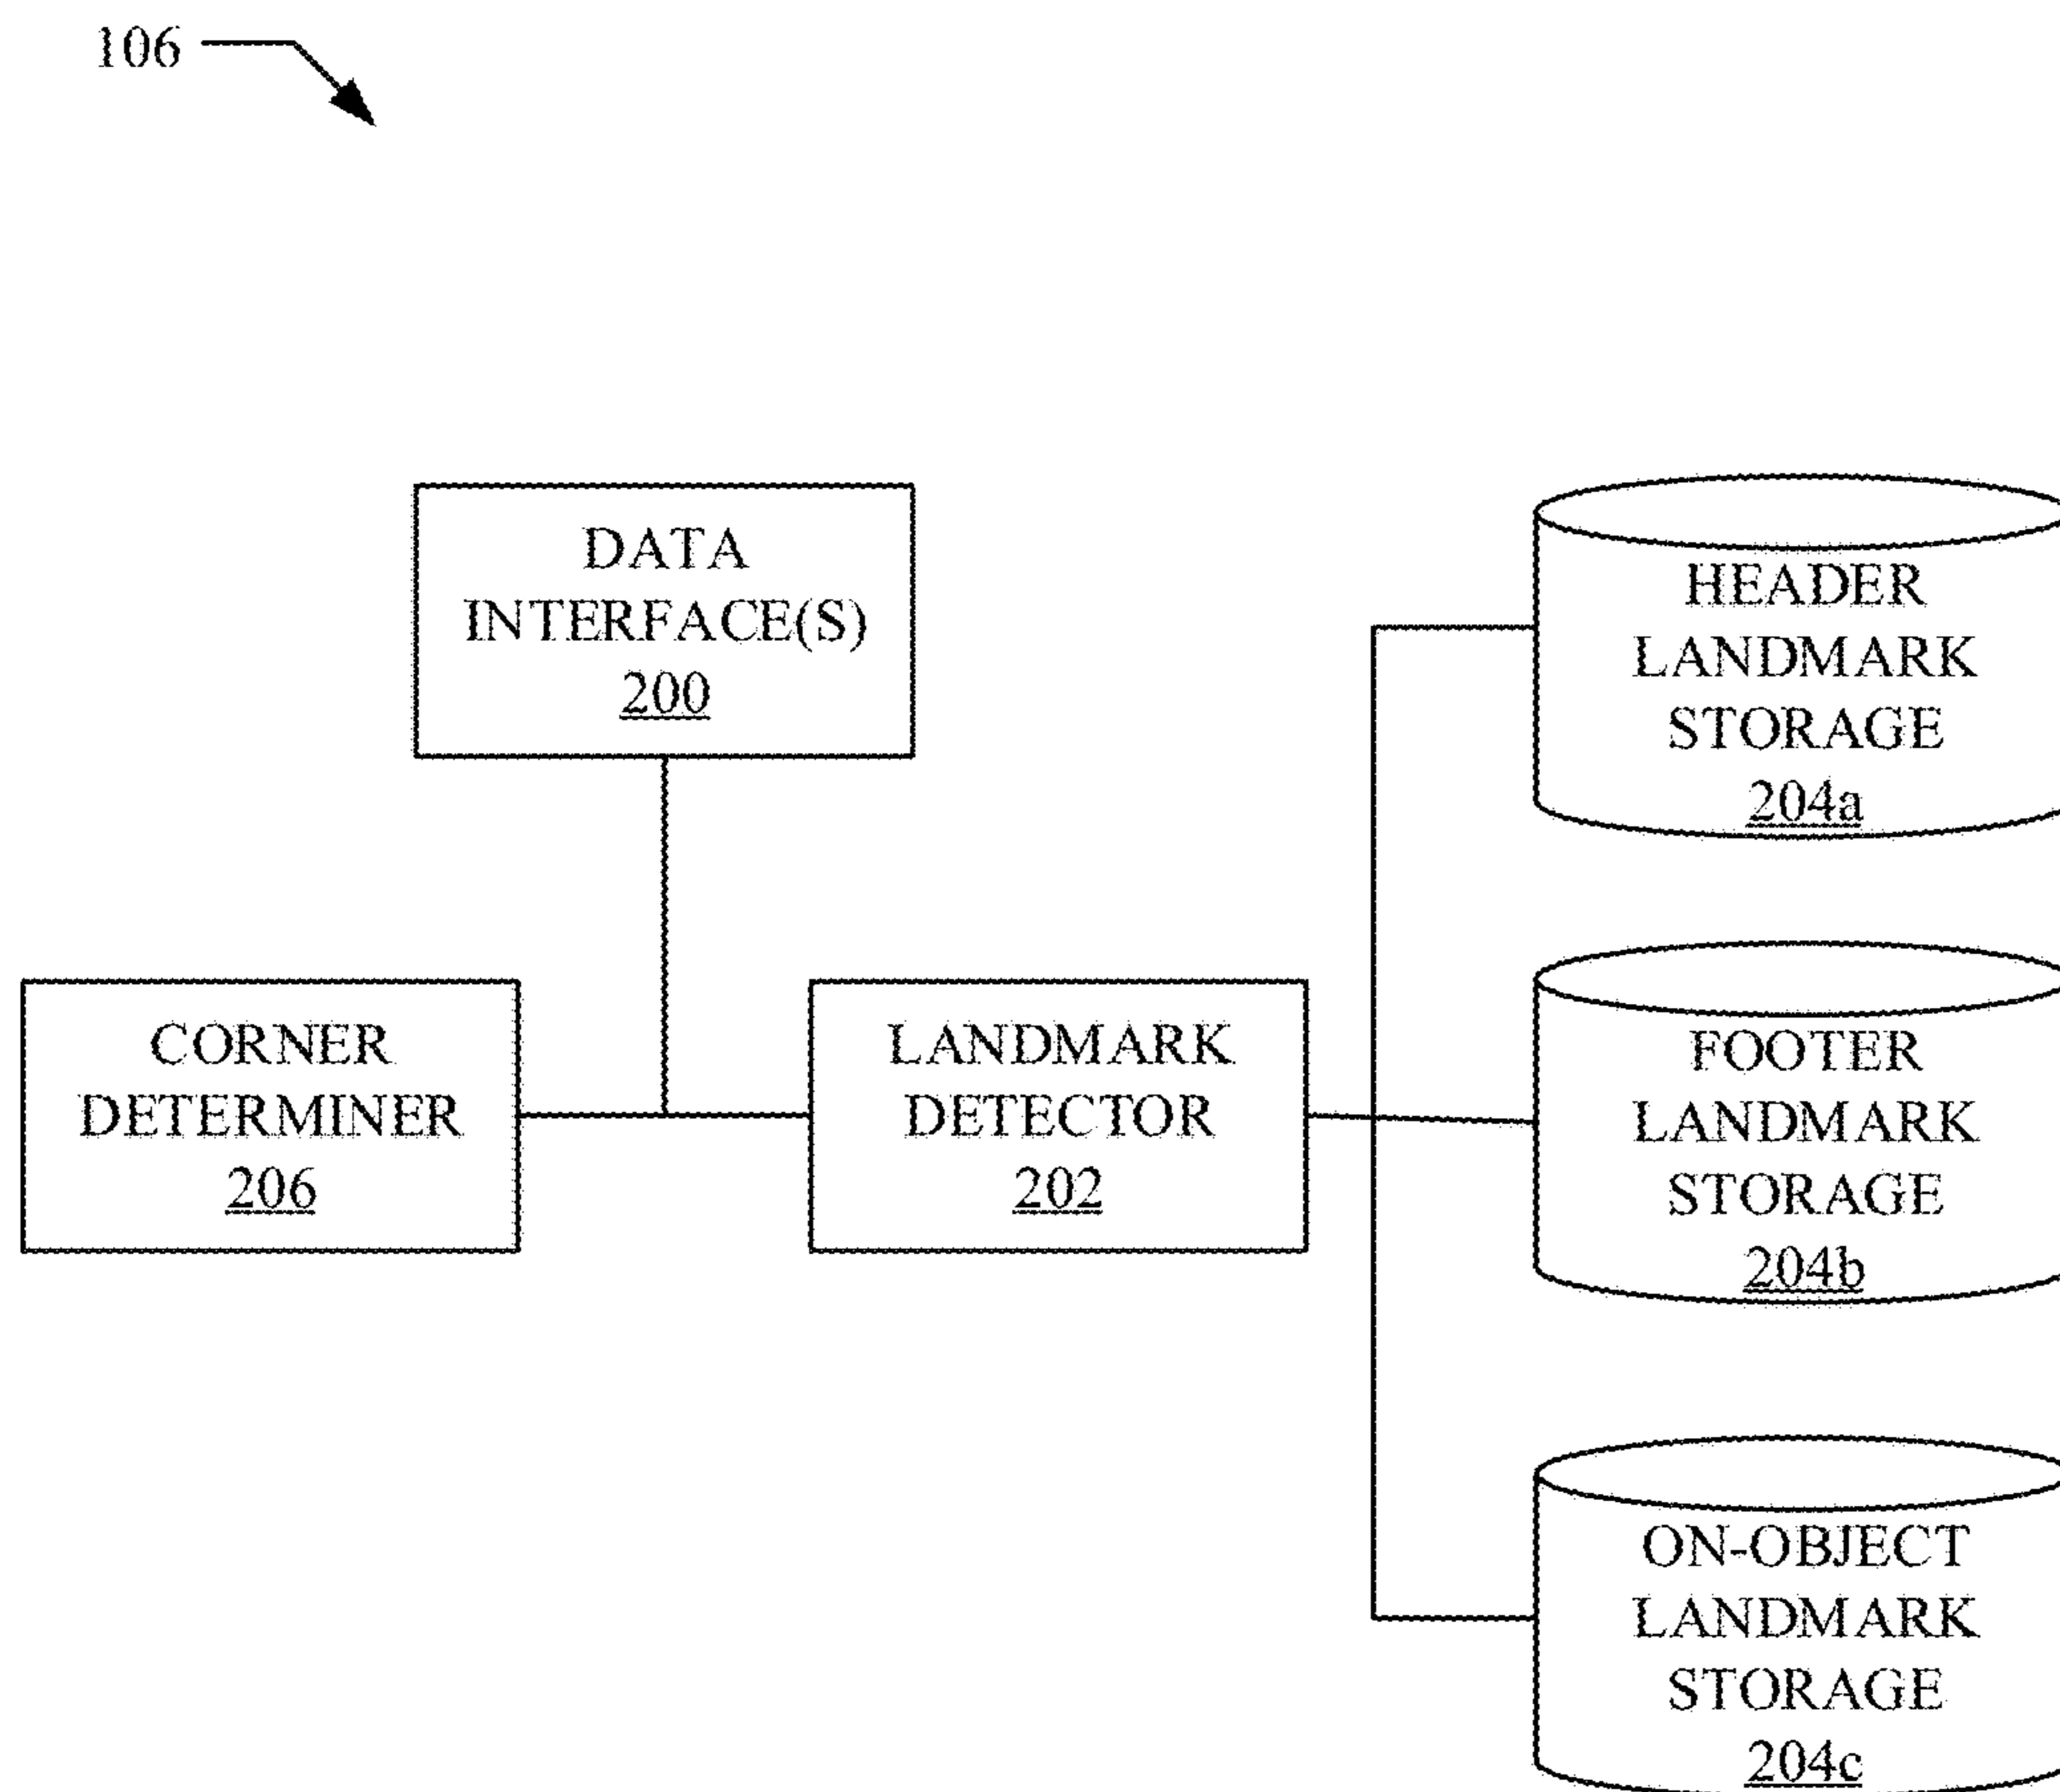 106
DATA
INTERFACE(S)
200
HEADER
LANDMARK
STORAGE
204a
CORNER
DETERMINER
206
LANDMARK
DETECTOR
202
FOOTER
LANDMARK
STORAGE
204b
ON-OBJECT
LANDMARK
STORAGE
204c